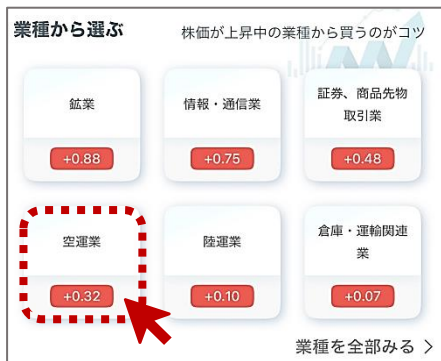 業種から選ぶ
株価が上昇中の業種から買うのがコツ
鉱業
情報・通信業
証券、商品先物
取引業
+0.88
+0.75
+0.48
空運業
陸運業
倉庫・運輸関連
業
+0.32
+0.10
+0.07
業種を全部みる >